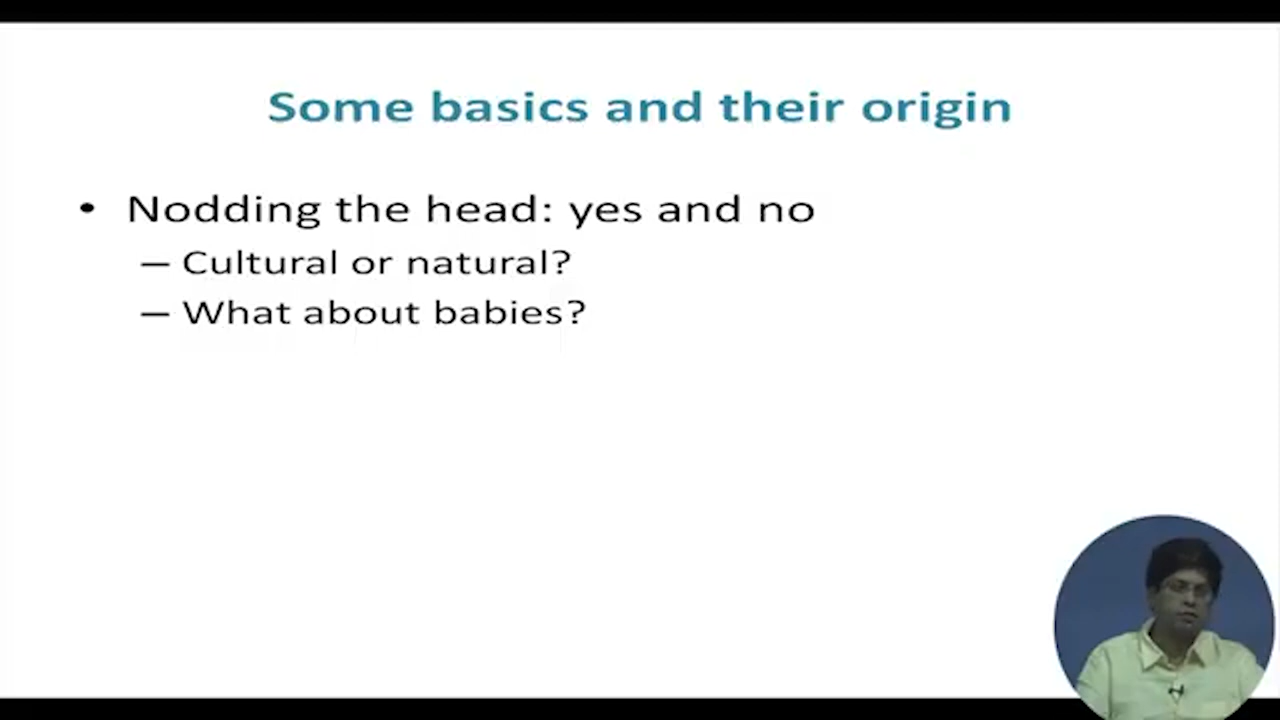 Some basics and their origin
• Nodding the head: yes and no
– Cultural or natural?
– What about babies?